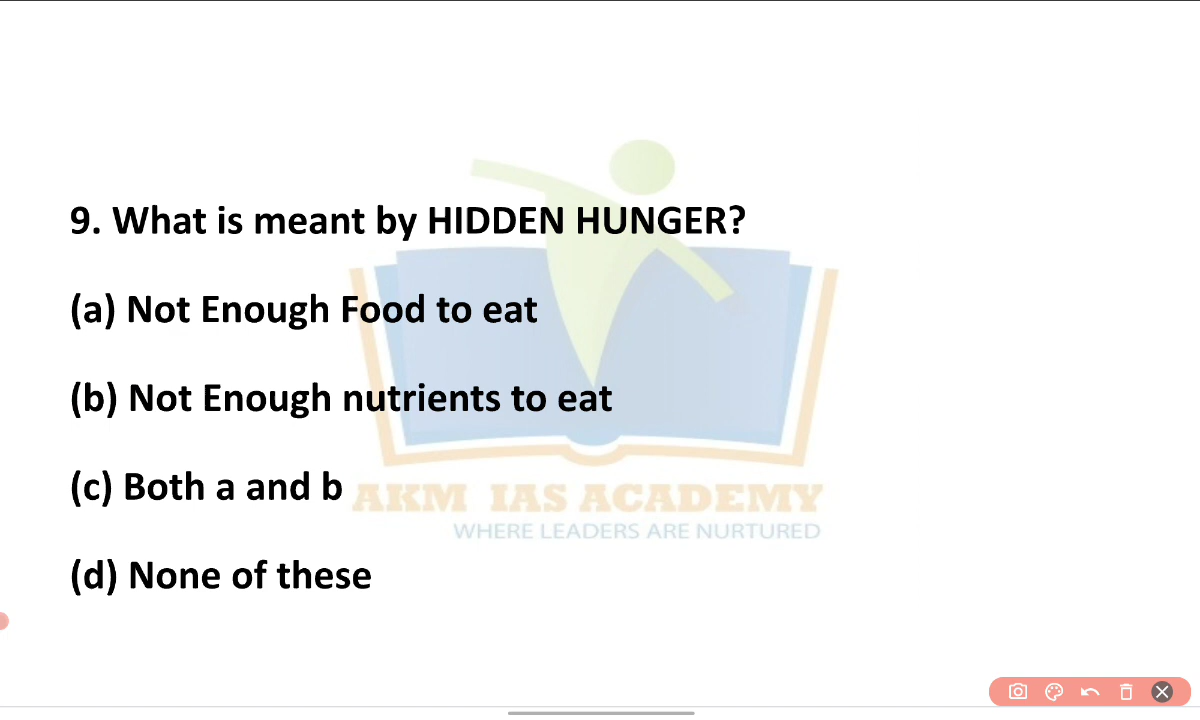 9. What is meant by HIDDEN HUNGER?
(a) Not Enough Food to eat
(b) Not Enough nutrients to eat
(c) Both a and b
AKM IAS ACADEMY
WHERE LEADERS ARE NURTURED
(d) None of these